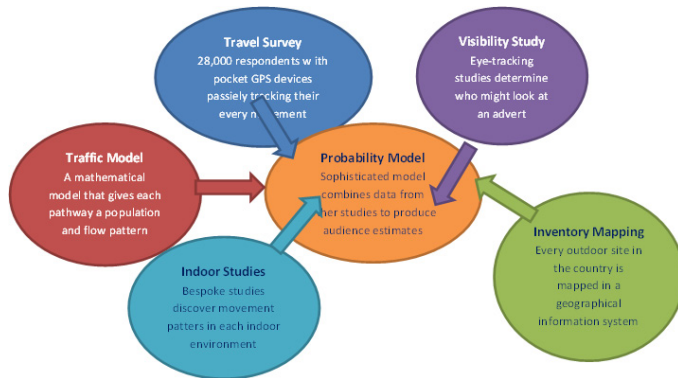 Travel Survey
28,000 respondents with
pocket GPS devices
passiely tracking their
every
Visibility Study
Eye-tracking
studies determine
who might look at
an advert
Traffic Model
A mathematical
model that gives each
pathway a population
and flow pattern
Probability Model
Sophisticated model
combines data from
studies to produce
audience estimates
Indoor Studies
Bespoke studies
discover movement
patters in each indoor
environment
Inventory Mapping
Every outdoor site in
the country is
mapped in a
geographical
information system